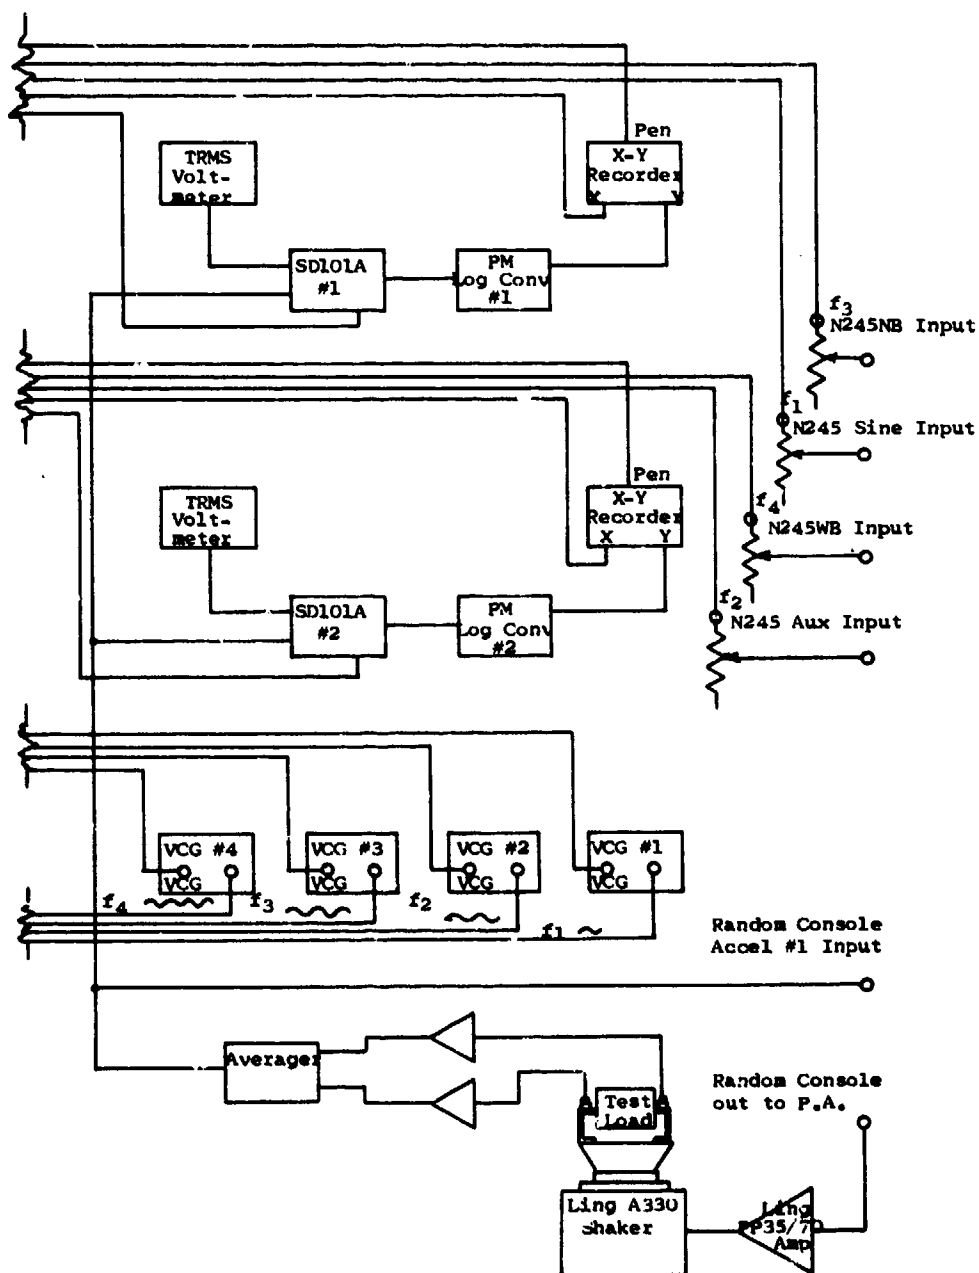 Pen
TRMS
Volt-
meter
X-Y
Recorder
X Y
SD101A
#1
PM
Log Conv
#1
f3
N245NB Input
f1
N245 Sine Input
Pen
TRMS
Volt-
meter
X-Y
Recorder
X Y
f4
N245WB Input
SD101A
#2
PM
Log Conv
#2
f2
N245 Aux Input
VCG #4
VCG
VCG #3
VCG
VCG #2
VCG
VCG #1
VCG
f4
f3
f2
f1
Random Console
Accel #1 Input
Averager
Test
Load
Random Console
out to P.A.
Ling A330
Shaker
Ling
PP35/7
Amp